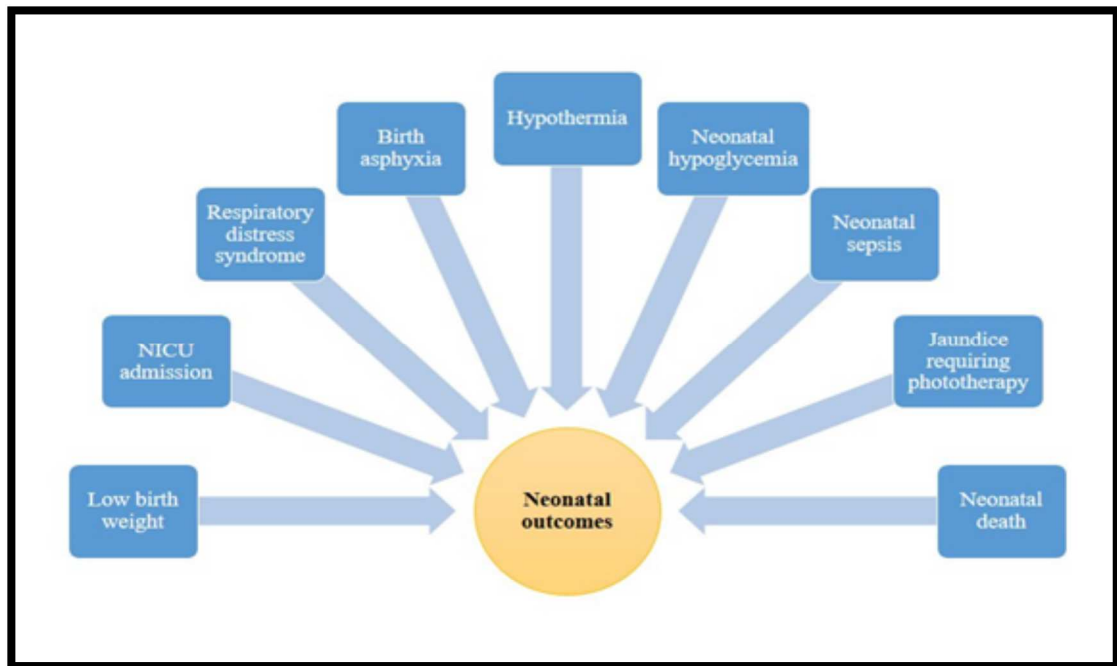 Hypothermia
Birth
asphyxia
Neonatal
hypoglycemia
Respiratory
distress
syndrome
Neonatal
sepsis
NICU
admission
Jaundice
requiring
phototherapy
Low birth
weight
Neonatal
outcomes
Neonatal
death